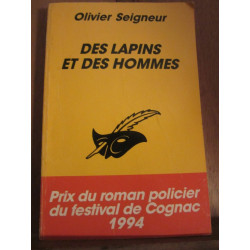 Olivier Seigneur
DES LAPINS
ET DES HOMMES
Prix du roman policier
du festival de Cognac
1994